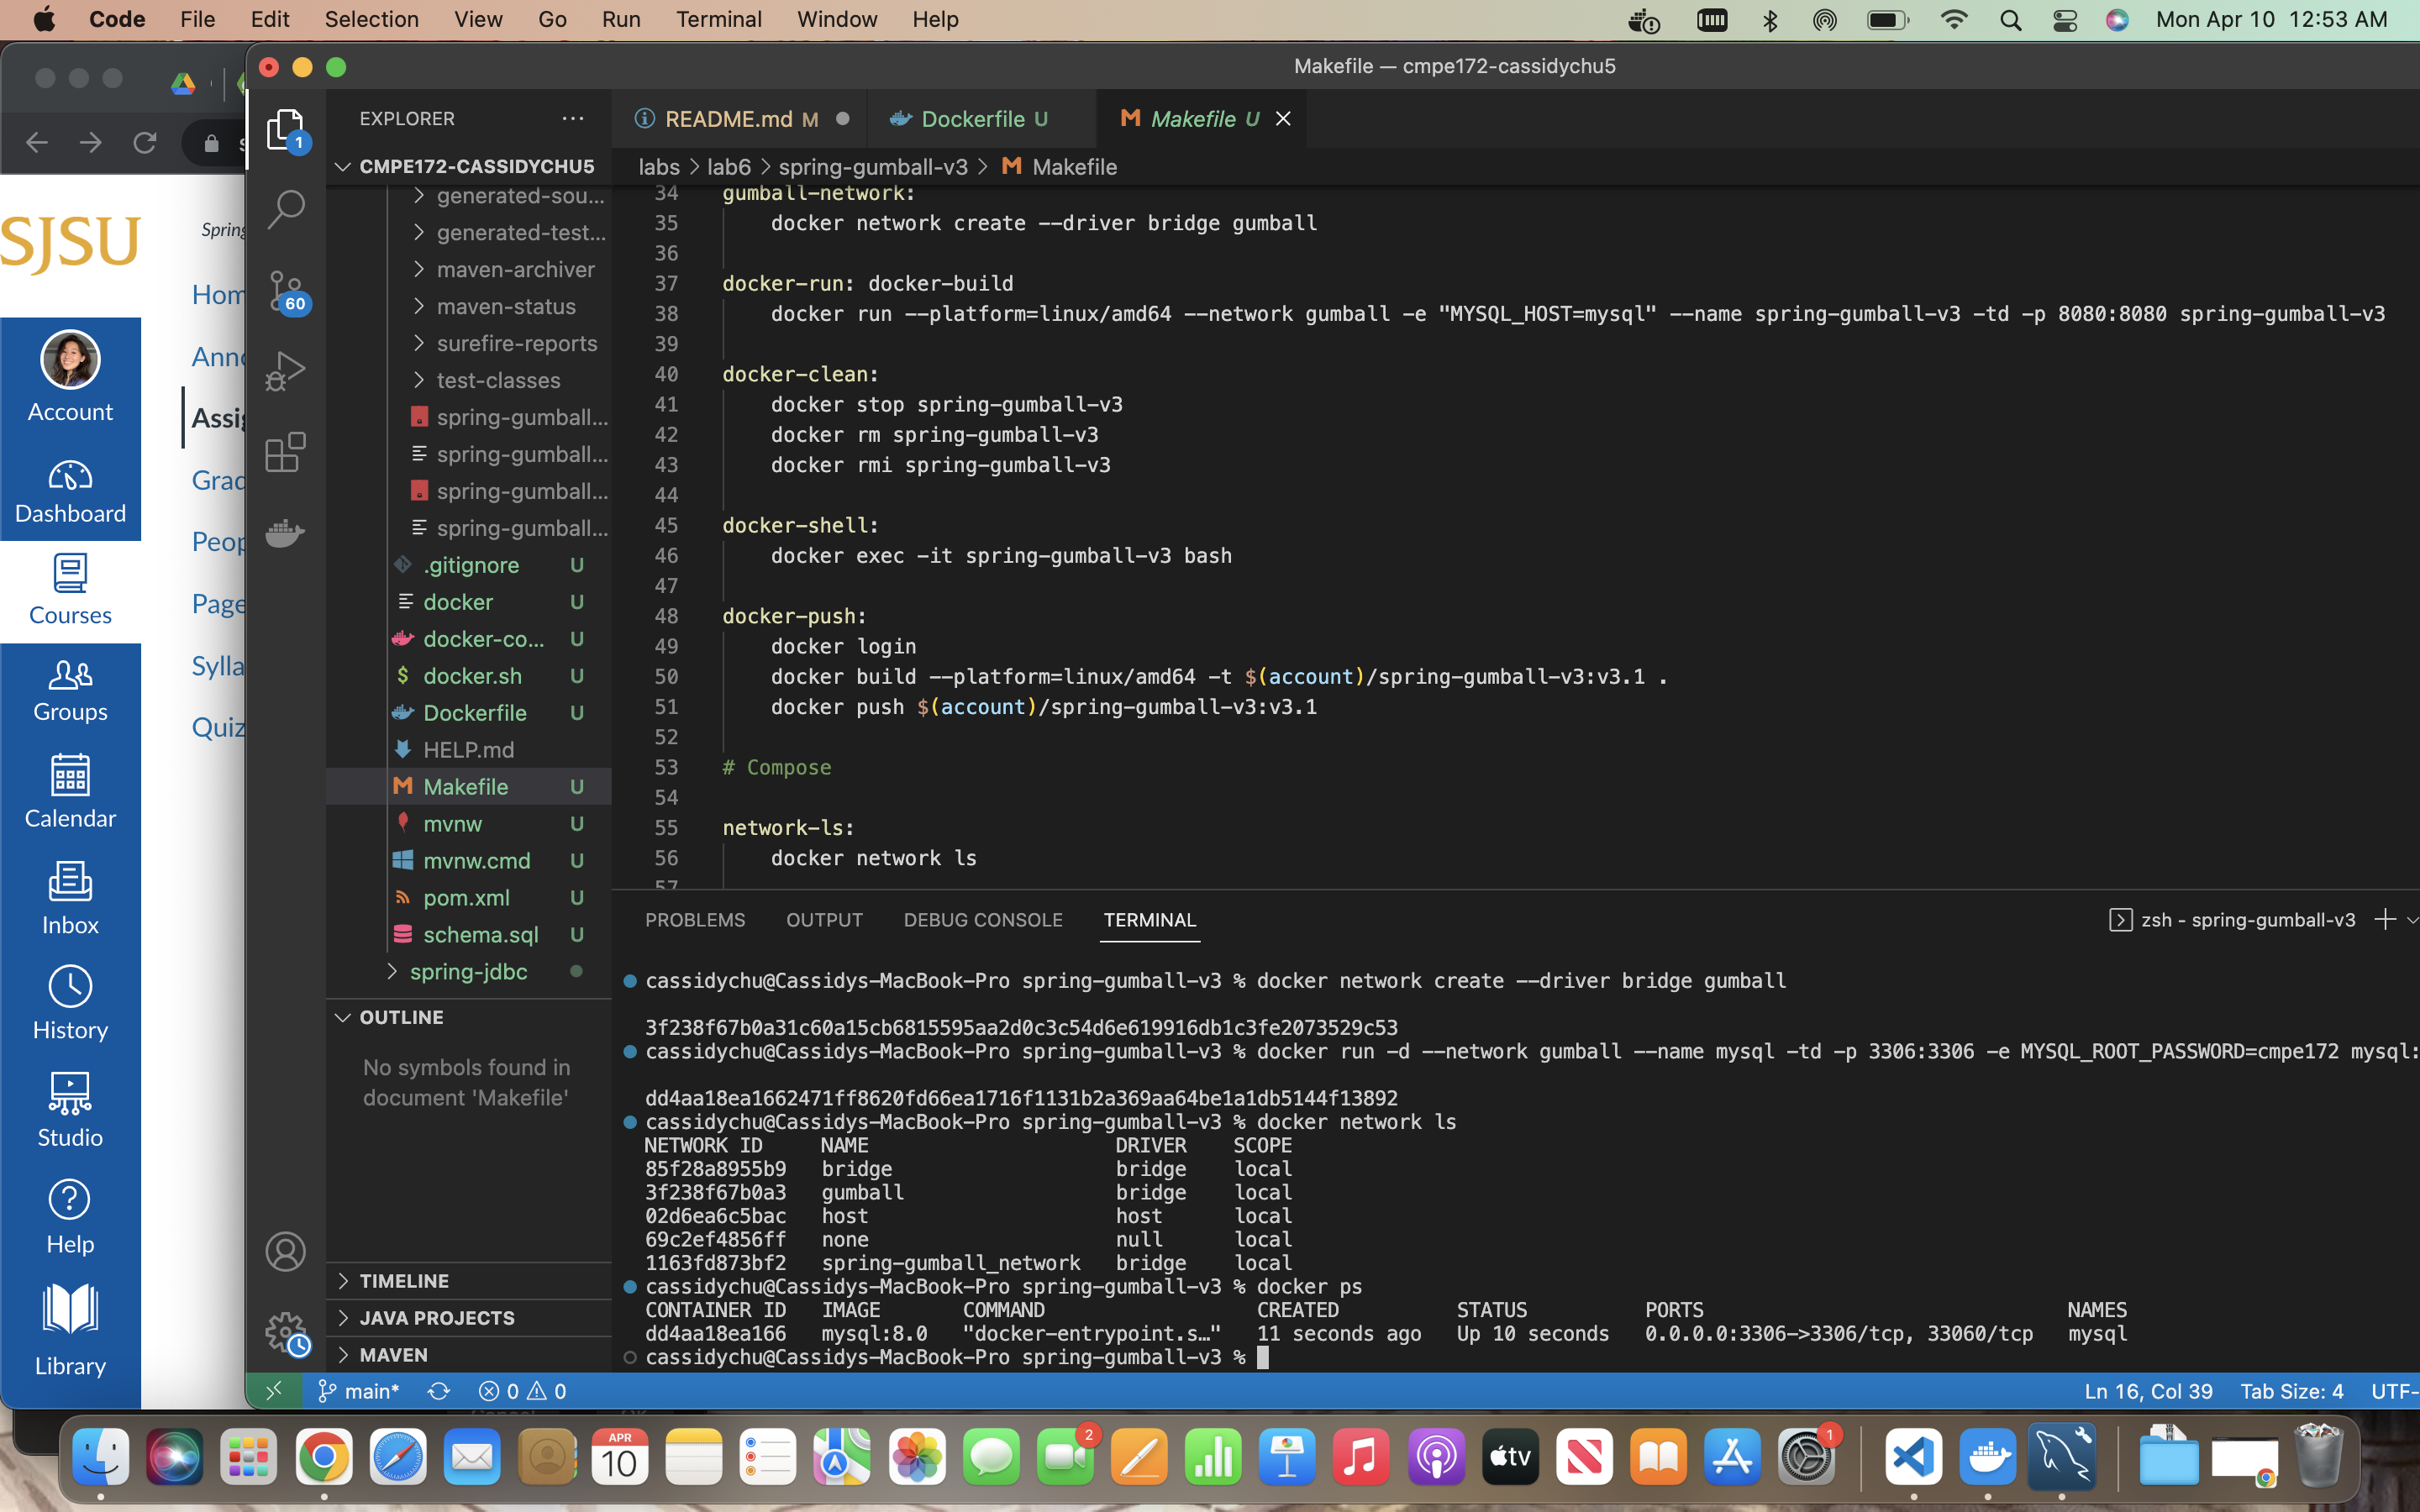 Code File Edit Selection View Go Run Terminal Window Help
Mon Apr 10 12:53 AM
Makefile — cmpe172-cassidychu5
SJSU
Account
Dashboard
Courses
Groups
Calendar
Inbox
History
Studio
Help
Library
Spring
Hom
Anno
Assi
Grad
Peop
Page
Sylla
Quiz
1
60
EXPLORER ...
CMPE172-CASSIDYCHU5
generated-sou...
generated-test...
maven-archiver
maven-status
surefire-reports
test-classes
spring-gumball...
spring-gumball...
spring-gumball...
spring-gumball...
.gitignore U
docker U
docker-co... U
docker.sh U
Dockerfile U
HELP.md
Makefile U
mvnw U
mvnw.cmd U
pom.xml U
schema.sql U
spring-jdbc
OUTLINE
No symbols found in
document 'Makefile'
TIMELINE
JAVA PROJECTS
MAVEN
README.md M
Dockerfile U
Makefile U
labs > lab6 > spring-gumball-v3 > Makefile
34 gumball-network:
35 docker network create --driver bridge gumball
36
37 docker-run: docker-build
38 docker run --platform=linux/amd64 --network gumball -e "MYSQL_HOST=mysql" --name spring-gumball-v3 -td -p 8080:8080 spring-gumball-v3
39
40 docker-clean:
41 docker stop spring-gumball-v3
42 docker rm spring-gumball-v3
43 docker rmi spring-gumball-v3
44
45 docker-shell:
46 docker exec -it spring-gumball-v3 bash
47
48 docker-push:
49 docker login
50 docker build --platform=linux/amd64 -t $(account)/spring-gumball-v3:v3.1 .
51 docker push $(account)/spring-gumball-v3:v3.1
52
53 # Compose
54
55 network-ls:
56 docker network ls
57
PROBLEMS OUTPUT DEBUG CONSOLE TERMINAL
zsh - spring-gumball-v3
cassidychu@Cassidys-MacBook-Pro spring-gumball-v3 % docker network create --driver bridge gumball
3f238f67b0a31c60a15cb6815595aa2d0c3c54d6e619916db1c3fe2073529c53
cassidychu@Cassidys-MacBook-Pro spring-gumball-v3 % docker run -d --network gumball --name mysql -td -p 3306:3306 -e MYSQL_ROOT_PASSWORD=cmpe172 mysql:
dd4aa18ea1662471ff8620fd66ea1716f1131b2a369aa64be1a1db5144f13892
cassidychu@Cassidys-MacBook-Pro spring-gumball-v3 % docker network ls
NETWORK ID NAME DRIVER SCOPE
85f28a8955b9 bridge bridge local
3f238f67b0a3 gumball bridge local
02d6ea6c5bac host host local
69c2ef4856ff none null local
1163fd873bf2 spring-gumball_network bridge local
cassidychu@Cassidys-MacBook-Pro spring-gumball-v3 % docker ps
CONTAINER ID IMAGE COMMAND CREATED STATUS PORTS NAMES
dd4aa18ea166 mysql:8.0 "docker-entrypoint.s…" 11 seconds ago Up 10 seconds 0.0.0.0:3306->3306/tcp, 33060/tcp mysql
cassidychu@Cassidys-MacBook-Pro spring-gumball-v3 %
main* 0 0
Ln 16, Col 39 Tab Size: 4 UTF-
APR
10
2
tv
1